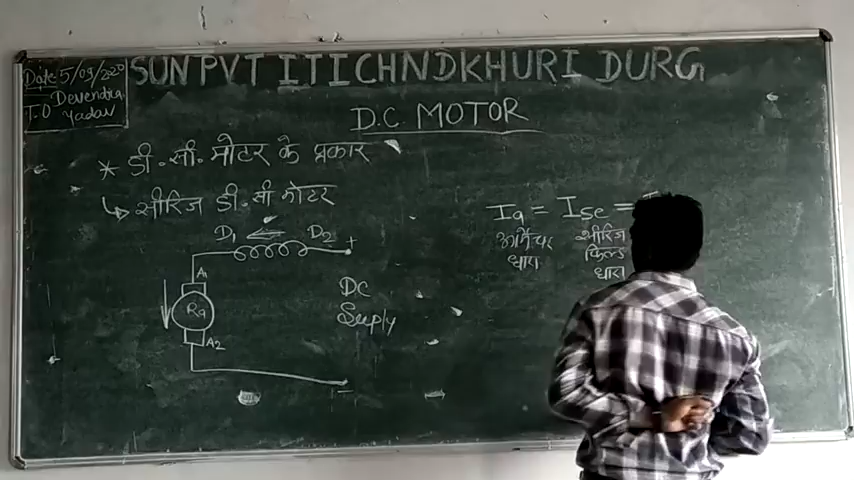 Date 5/09/2020
T.O Devendra
Yadav
SUN PVT ITI CHNDKHURI DURG
D.C. MOTOR
* डी.सी. मोटर के प्रकार
↳ सीरिज डी.सी मोटर
D₁ D₂ +
A₁
Ra
A₂
-
DC
Supply
Ia = Ise =
आर्मेचर सीरिज
धारा फिल्ड
धारा